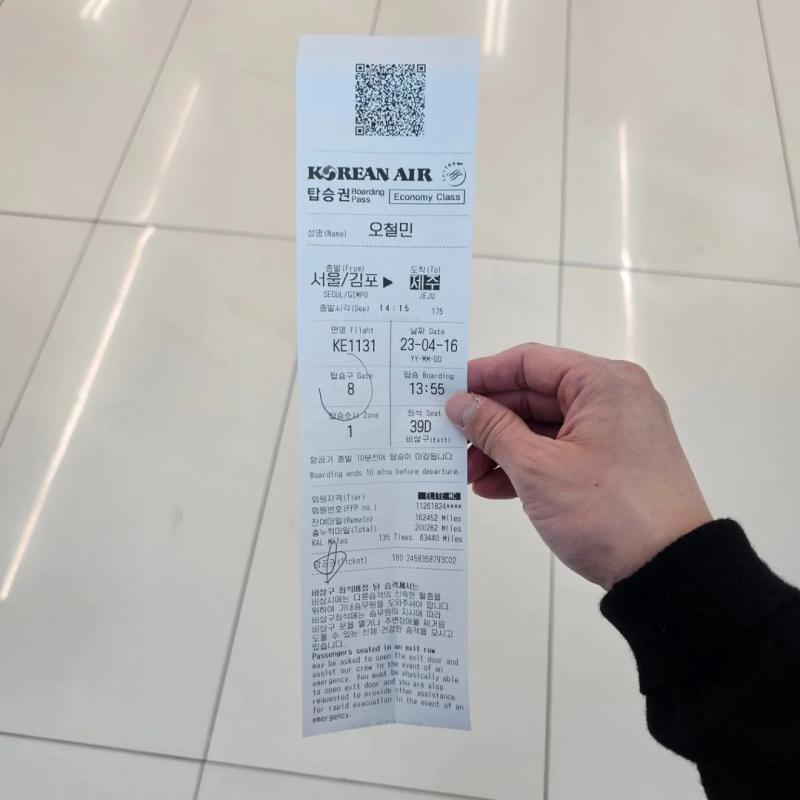 KOREAN AIR
SKYTEAM
탑승권 Boarding Pass Economy Class
성명(Name) 오철민
출발(From) 도착(To)
서울/김포 ▶ 제주
SEOUL/GIMPO JEJU
출발시각(Dep) 14:15 175
편명 Flight 날짜 Date
KE1131 23-04-16
YY-MM-DD
탑승구 Gate 탑승 Boarding
8 13:55
탑승순서 Zone 좌석 Seat
1 39D
비상구(Exit)
항공기 출발 10분전에 탑승이 마감됩니다
Boarding ends 10 mins before departure.
회원자격(Tier) ELITE MC
회원번호(FFP no.) 11261824****
잔여마일(Remain) 162452 Miles
총누적마일(Total) 200282 Miles
KAL Miles 135 Times 63440 Miles
항공권(Ticket) 180 2458358793C02
비상구 좌석배정 된 승객께서는
비상시에는 다른승객의 신속한 탈출을
위하여 기내승무원을 도와주셔야 합니다.
비상구좌석에는 승무원의 지시에 따라
비상구 문을 열거나 주변장애물 제거를
도울 수 있는 신체 건강한 승객을 모시고
있습니다.
Passengers seated in an exit row
may be asked to open the exit door and
assist our crew in the event of an
emergency. You must be physically able
to open exit door and you are also
requested to provide other assistance
for rapid evacuation in the event of an
emergency.